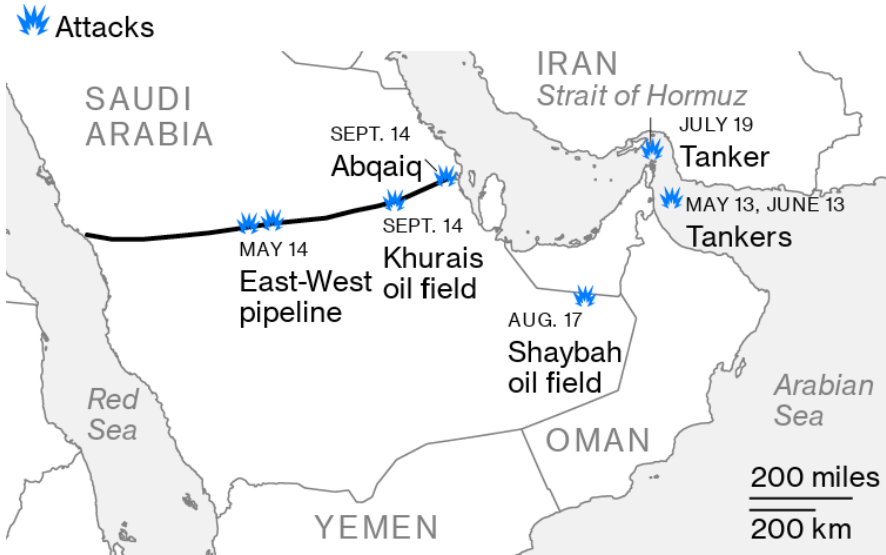 Attacks
SAUDI
ARABIA
IRAN
Strait of Hormuz
SEPT. 14
Abqaiq
JULY 19
Tanker
MAY 13, JUNE 13
Tankers
MAY 14
East-West
pipeline
SEPT. 14
Khurais
oil field
AUG. 17
Shaybah
oil field
Red
Sea
Arabian
Sea
OMAN
YEMEN
200 miles
200 km